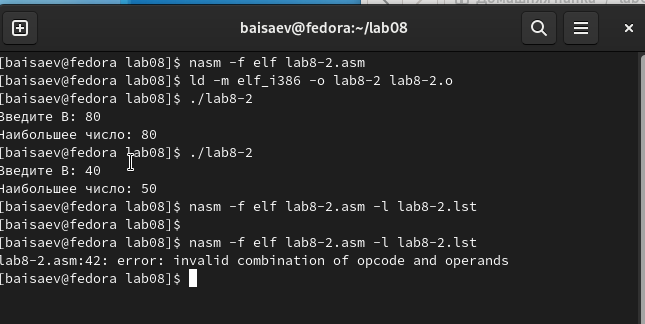 baisaev@fedora:~/lab08
[baisaev@fedora lab08]$ nasm -f elf lab8-2.asm
[baisaev@fedora lab08]$ ld -m elf_i386 -o lab8-2 lab8-2.o
[baisaev@fedora lab08]$ ./lab8-2
Введите B: 80
Наибольшее число: 80
[baisaev@fedora lab08]$ ./lab8-2
Введите B: 40
Наибольшее число: 50
[baisaev@fedora lab08]$ nasm -f elf lab8-2.asm -l lab8-2.lst
[baisaev@fedora lab08]$
[baisaev@fedora lab08]$ nasm -f elf lab8-2.asm -l lab8-2.lst
lab8-2.asm:42: error: invalid combination of opcode and operands
[baisaev@fedora lab08]$